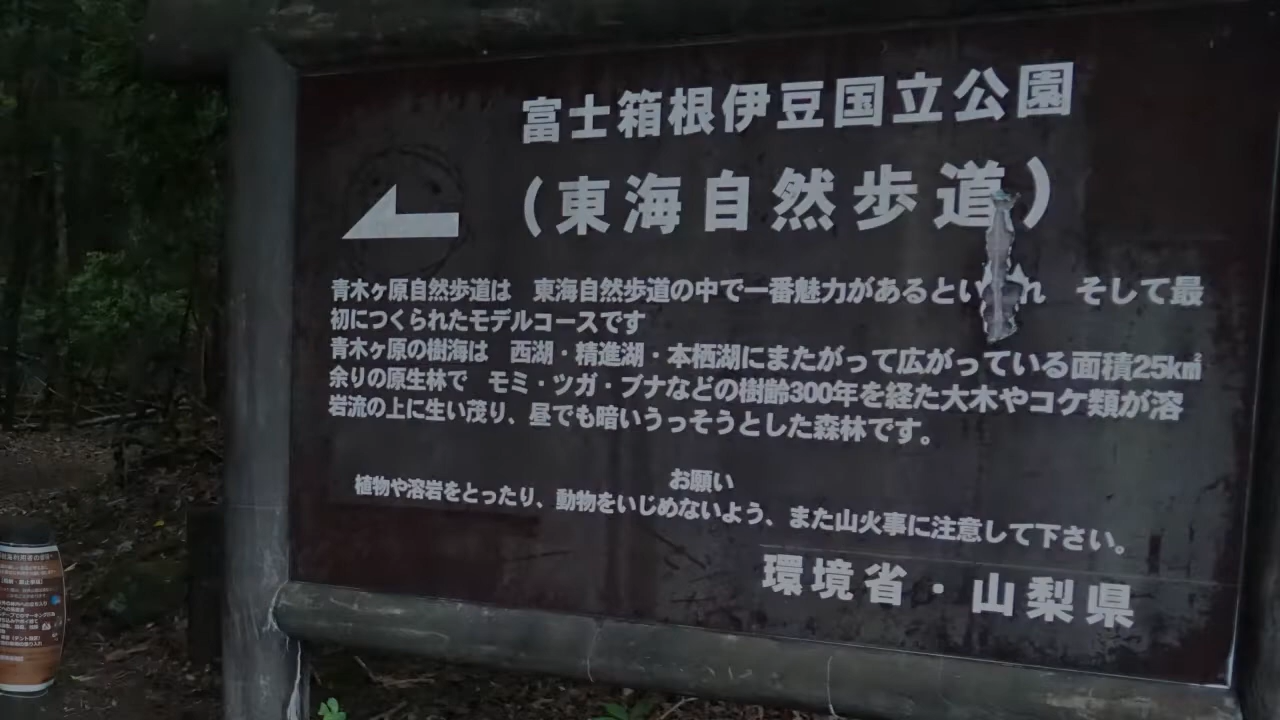 富士箱根伊豆国立公園
（東海自然歩道）
青木ヶ原自然歩道は 東海自然歩道の中で一番魅力があるとい れ そして最
初につくられたモデルコースです
青木ヶ原の樹海は 西湖・精進湖・本栖湖にまたがって広がっている面積25k㎡
余りの原生林で モミ・ツガ・ブナなどの樹齢300年を経た大木やコケ類が溶
岩流の上に生い茂り、昼でも暗いうっそうとした森林です。
お願い
植物や溶岩をとったり、動物をいじめないよう、また山火事に注意して下さい。
環境省・山梨県